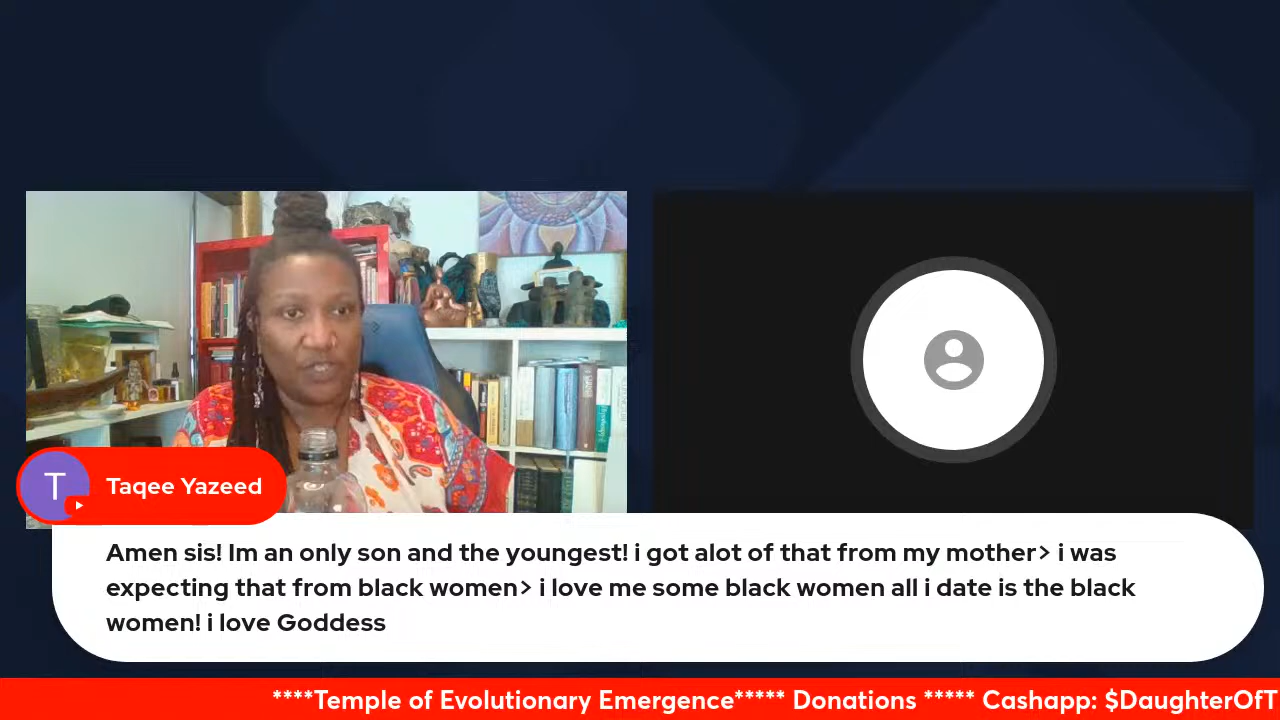 T
Taqee Yazeed
Amen sis! Im an only son and the youngest! i got alot of that from my mother> i was
expecting that from black women> i love me some black women all i date is the black
women! i love Goddess
****Temple of Evolutionary Emergence***** Donations ***** Cashapp: $DaughterOfT